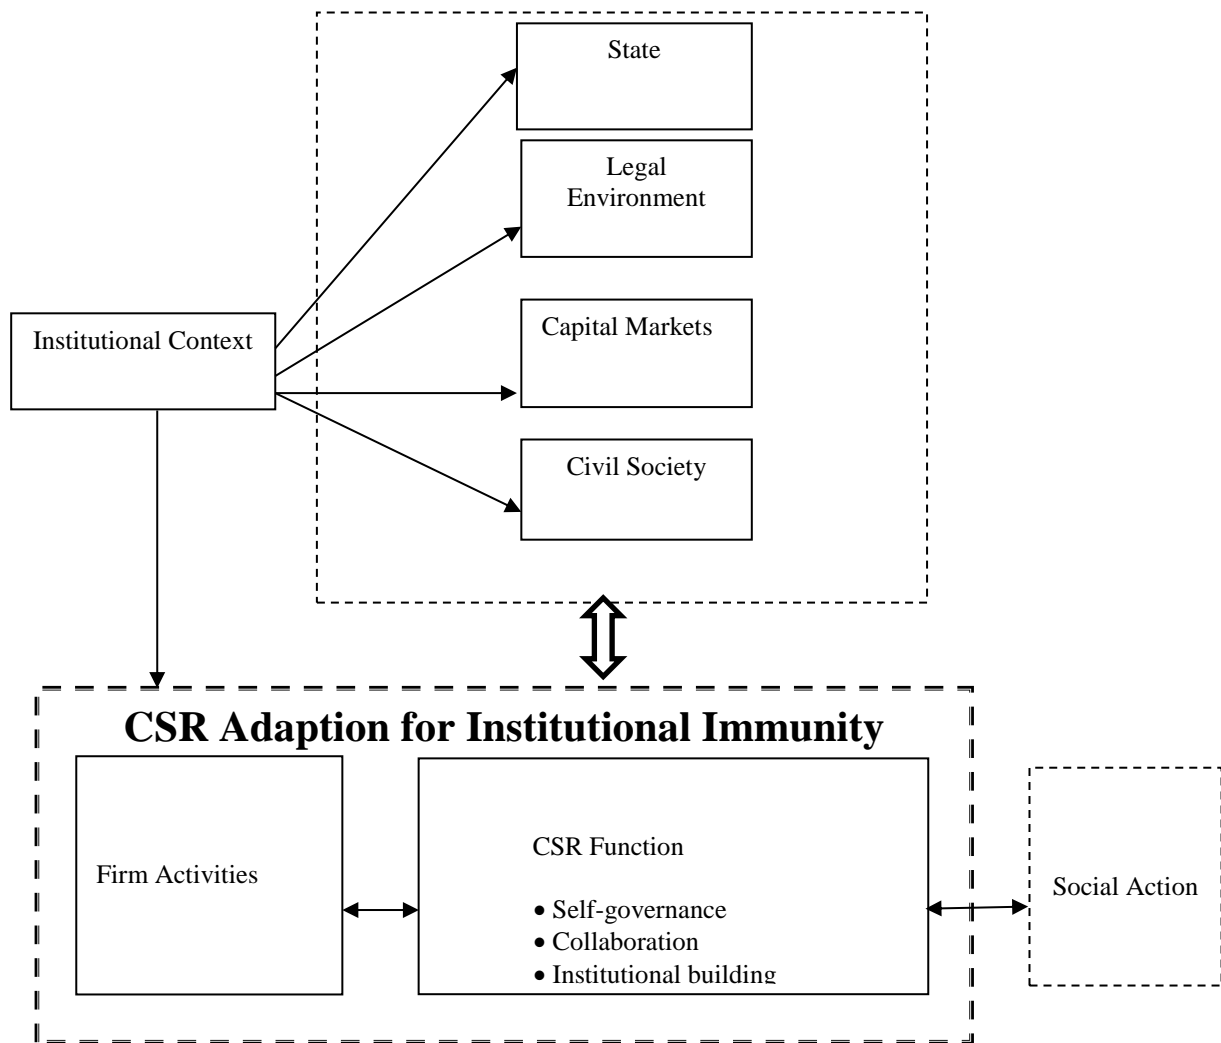 State
Legal
Environment
Institutional Context
Capital Markets
Civil Society
CSR Adaption for Institutional Immunity
Firm Activities
CSR Function
• Self-governance
• Collaboration
• Institutional building
Social Action